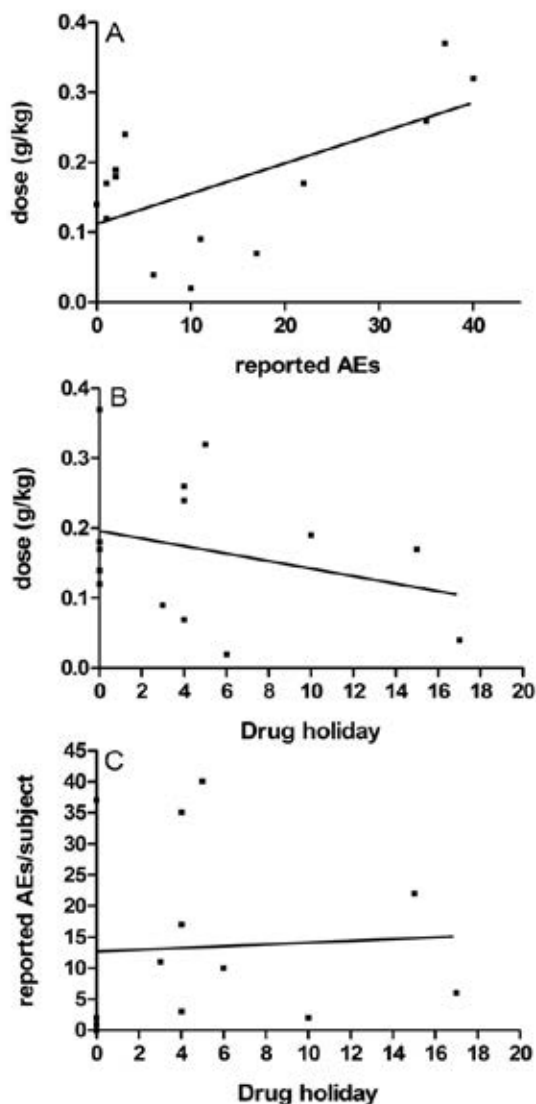 A
dose (g/kg)
0.4
0.3
0.2
0.1
0.0
0 10 20 30 40
reported AEs
B
dose (g/kg)
0.4
0.3
0.2
0.1
0.0
0 2 4 6 8 10 12 14 16 18 20
Drug holiday
C
reported AEs/subject
45
40
35
30
25
20
15
10
5
0
0 2 4 6 8 10 12 14 16 18 20
Drug holiday